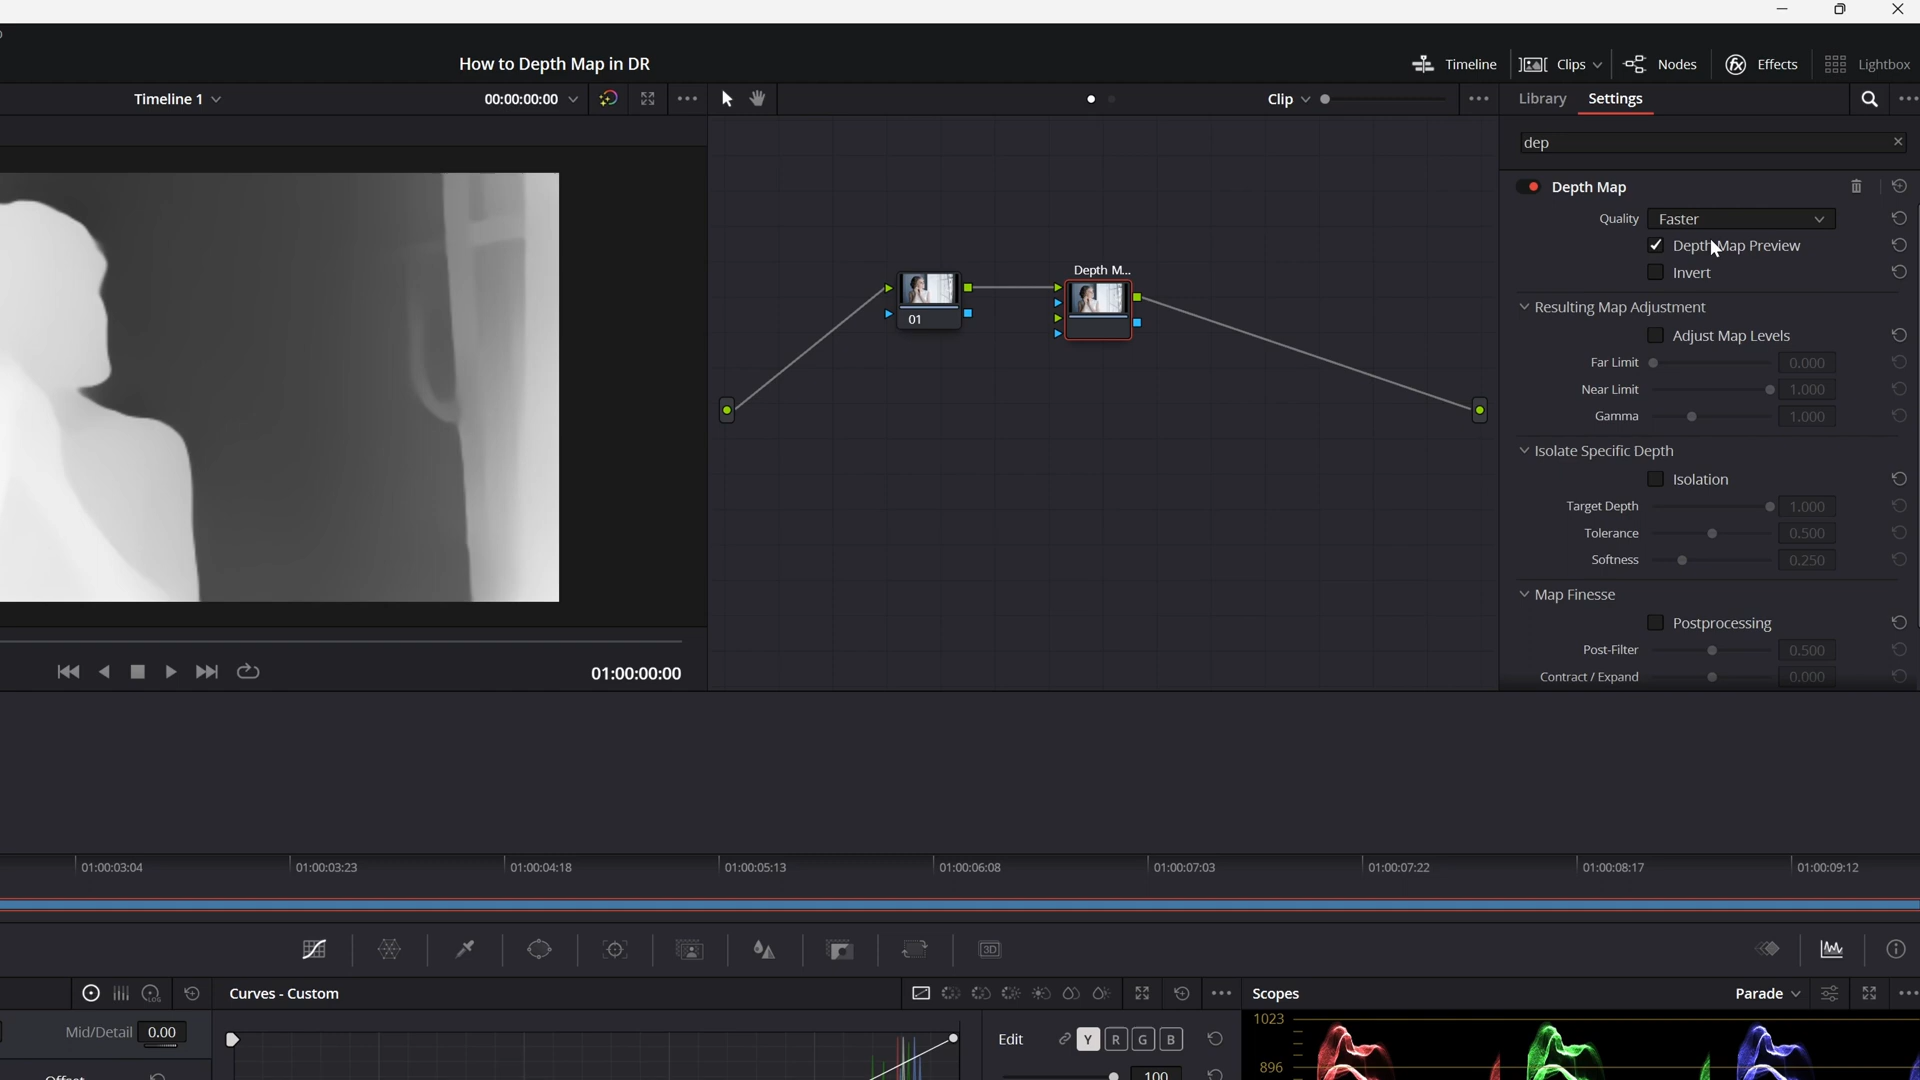 How to Depth Map in DR
Timeline
Clips
Nodes
Effects
Lightbox
Timeline 1
00:00:00:00
Clip
Library
Settings
dep
Depth Map
Quality
Faster
Depth Map Preview
Invert
Resulting Map Adjustment
Adjust Map Levels
Far Limit
0.000
Near Limit
1.000
Gamma
1.000
Isolate Specific Depth
Isolation
Target Depth
1.000
Tolerance
0.500
Softness
0.250
Map Finesse
Postprocessing
Post-Filter
0.500
Contract / Expand
0.000
Depth M...
01
01:00:00:00
01:00:03:04
01:00:03:23
01:00:04:18
01:00:05:13
01:00:06:08
01:00:07:03
01:00:07:22
01:00:08:17
01:00:09:12
3D
LOG
Curves - Custom
Scopes
Parade
Mid/Detail
0.00
Edit
Y
R
G
B
100
1023
896
Offset